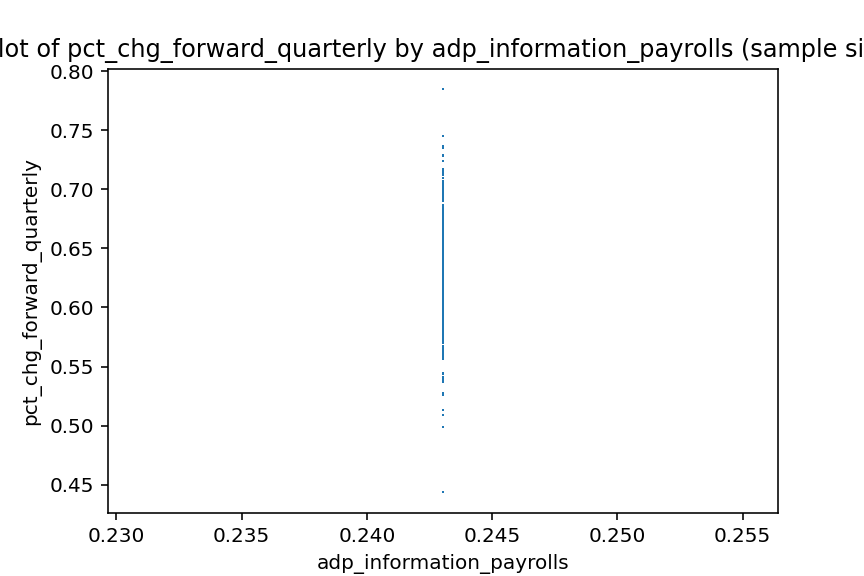 lot of pct_chg_forward_quarterly by adp_information_payrolls (sample si
0.80
0.75
0.70
0.65
0.60
0.55
0.50
0.45
pct_chg_forward_quarterly
0.230 0.235 0.240 0.245 0.250 0.255
adp_information_payrolls